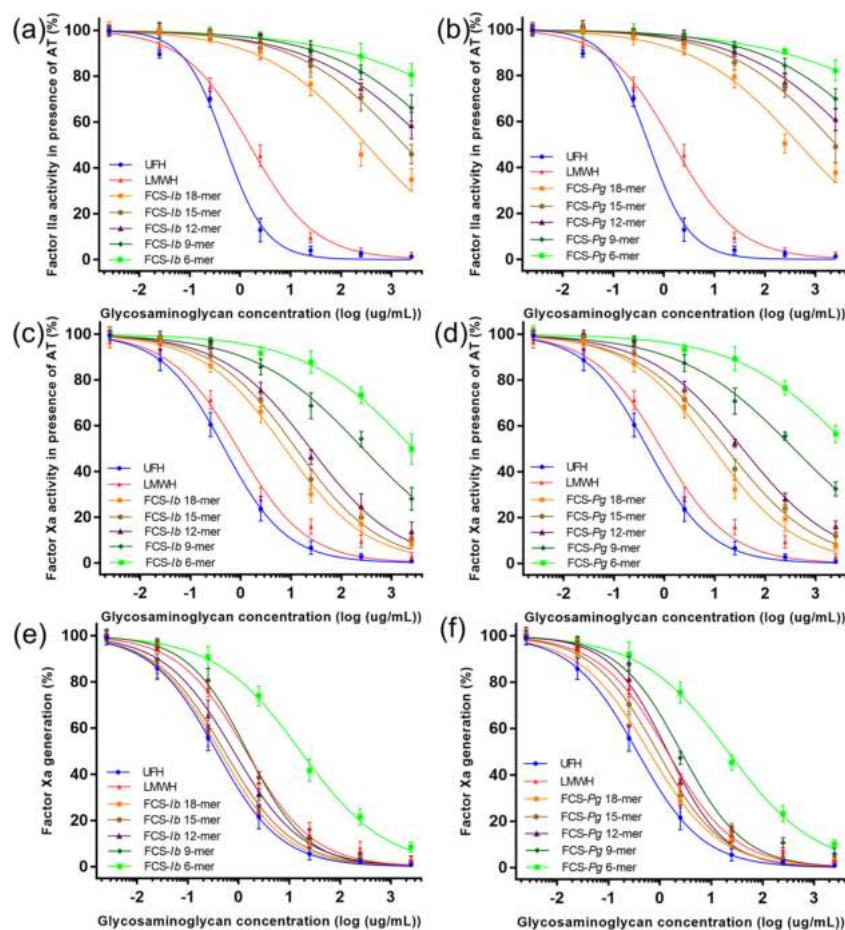 (a)
Factor IIa activity in presence of AT (%)
100
80
60
40
20
0
UFH
LMWH
FCS-Ib 18-mer
FCS-Ib 15-mer
FCS-Ib 12-mer
FCS-Ib 9-mer
FCS-Ib 6-mer
-2 -1 0 1 2 3
Glycosaminoglycan concentration (log (ug/mL))
(b)
Factor IIa activity in presence of AT (%)
100
80
60
40
20
0
UFH
LMWH
FCS-Pg 18-mer
FCS-Pg 15-mer
FCS-Pg 12-mer
FCS-Pg 9-mer
FCS-Pg 6-mer
-2 -1 0 1 2 3
Glycosaminoglycan concentration (log (ug/mL))
(c)
Factor Xa activity in presence of AT (%)
100
80
60
40
20
0
UFH
LMWH
FCS-Ib 18-mer
FCS-Ib 15-mer
FCS-Ib 12-mer
FCS-Ib 9-mer
FCS-Ib 6-mer
-2 -1 0 1 2 3
Glycosaminoglycan concentration (log (ug/mL))
(d)
Factor Xa activity in presence of AT (%)
100
80
60
40
20
0
UFH
LMWH
FCS-Pg 18-mer
FCS-Pg 15-mer
FCS-Pg 12-mer
FCS-Pg 9-mer
FCS-Pg 6-mer
-2 -1 0 1 2 3
Glycosaminoglycan concentration (log (ug/mL))
(e)
Factor Xa generation (%)
100
80
60
40
20
0
UFH
LMWH
FCS-Ib 18-mer
FCS-Ib 15-mer
FCS-Ib 12-mer
FCS-Ib 9-mer
FCS-Ib 6-mer
-2 -1 0 1 2 3
Glycosaminoglycan concentration (log (ug/mL))
(f)
Factor Xa generation (%)
100
80
60
40
20
0
UFH
LMWH
FCS-Pg 18-mer
FCS-Pg 15-mer
FCS-Pg 12-mer
FCS-Pg 9-mer
FCS-Pg 6-mer
-2 -1 0 1 2 3
Glycosaminoglycan concentration (log (ug/mL))